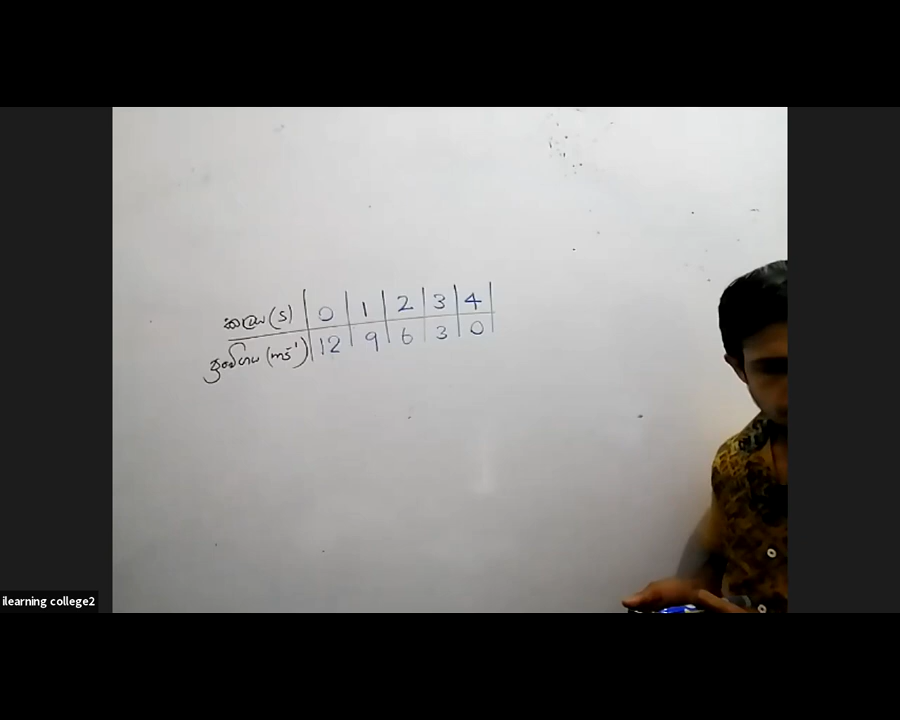 කාලය (s) | 0 | 1 | 2 | 3 | 4
ප්‍රවේගය (ms⁻¹) | 12 | 9 | 6 | 3 | 0
ilearning college2